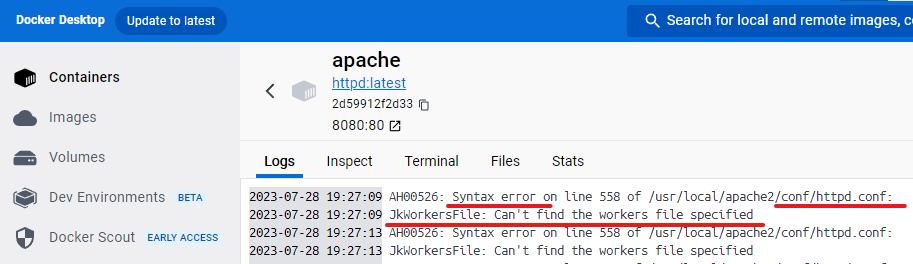 Docker Desktop Update to latest Search for local and remote images, c
Containers
Images
Volumes
Dev Environments BETA
Docker Scout EARLY ACCESS
apache
httpd:latest
2d59912f2d33
8080:80
Logs Inspect Terminal Files Stats
2023-07-28 19:27:09 AH00526: Syntax error on line 558 of /usr/local/apache2/conf/httpd.conf:
2023-07-28 19:27:09 JkWorkersFile: Can't find the workers file specified
2023-07-28 19:27:13 AH00526: Syntax error on line 558 of /usr/local/apache2/conf/httpd.conf:
2023-07-28 19:27:13 JkWorkersFile: Can't find the workers file specified